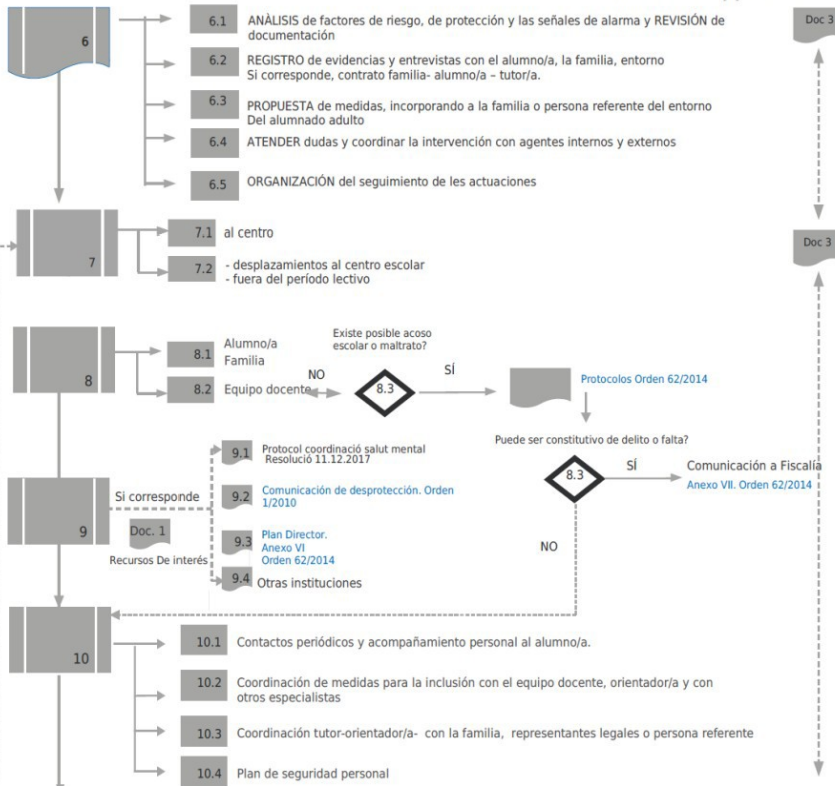 6
6.1 ANÀLISIS de factores de riesgo, de protección y las señales de alarma y REVISIÓN de
documentación
Doc 3
6.2 REGISTRO de evidencias y entrevistas con el alumno/a, la familia, entorno
Si corresponde, contrato familia- alumno/a – tutor/a.
6.3 PROPUESTA de medidas, incorporando a la familia o persona referente del entorno
Del alumnado adulto
6.4 ATENDER dudas y coordinar la intervención con agentes internos y externos
6.5 ORGANIZACIÓN del seguimiento de les actuaciones
7
7.1 al centro
Doc 3
7.2 - desplazamientos al centro escolar
- fuera del período lectivo
8
8.1 Alumno/a
Familia
8.2 Equipo docente
Existe posible acoso
escolar o maltrato?
NO
8.3
SÍ
Protocolos Orden 62/2014
Puede ser constitutivo de delito o falta?
8.3
SÍ
Comunicación a Fiscalía
Anexo VII. Orden 62/2014
NO
9
Si corresponde
Doc. 1
Recursos De interés
9.1 Protocol coordinació salut mental
Resolució 11.12.2017
9.2 Comunicación de desprotección. Orden
1/2010
9.3 Plan Director.
Anexo VI
Orden 62/2014
9.4 Otras instituciones
10
10.1 Contactos periódicos y acompañamiento personal al alumno/a.
10.2 Coordinación de medidas para la inclusión con el equipo docente, orientador/a y con
otros especialistas
10.3 Coordinación tutor-orientador/a- con la familia, representantes legales o persona referente
10.4 Plan de seguridad personal